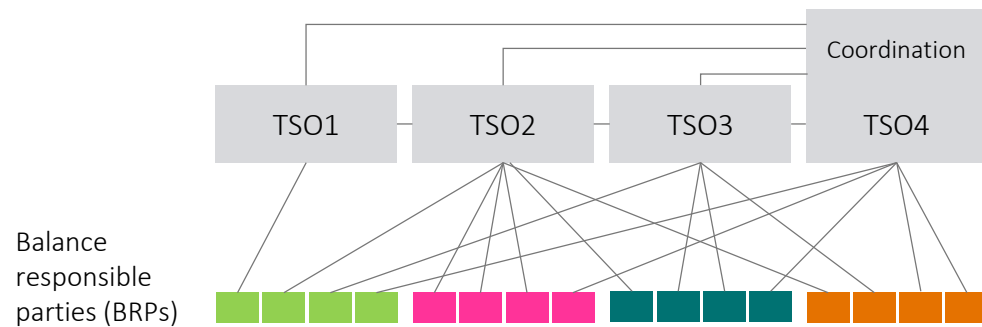 Coordination
TSO1
TSO2
TSO3
TSO4
Balance
responsible
parties (BRPs)